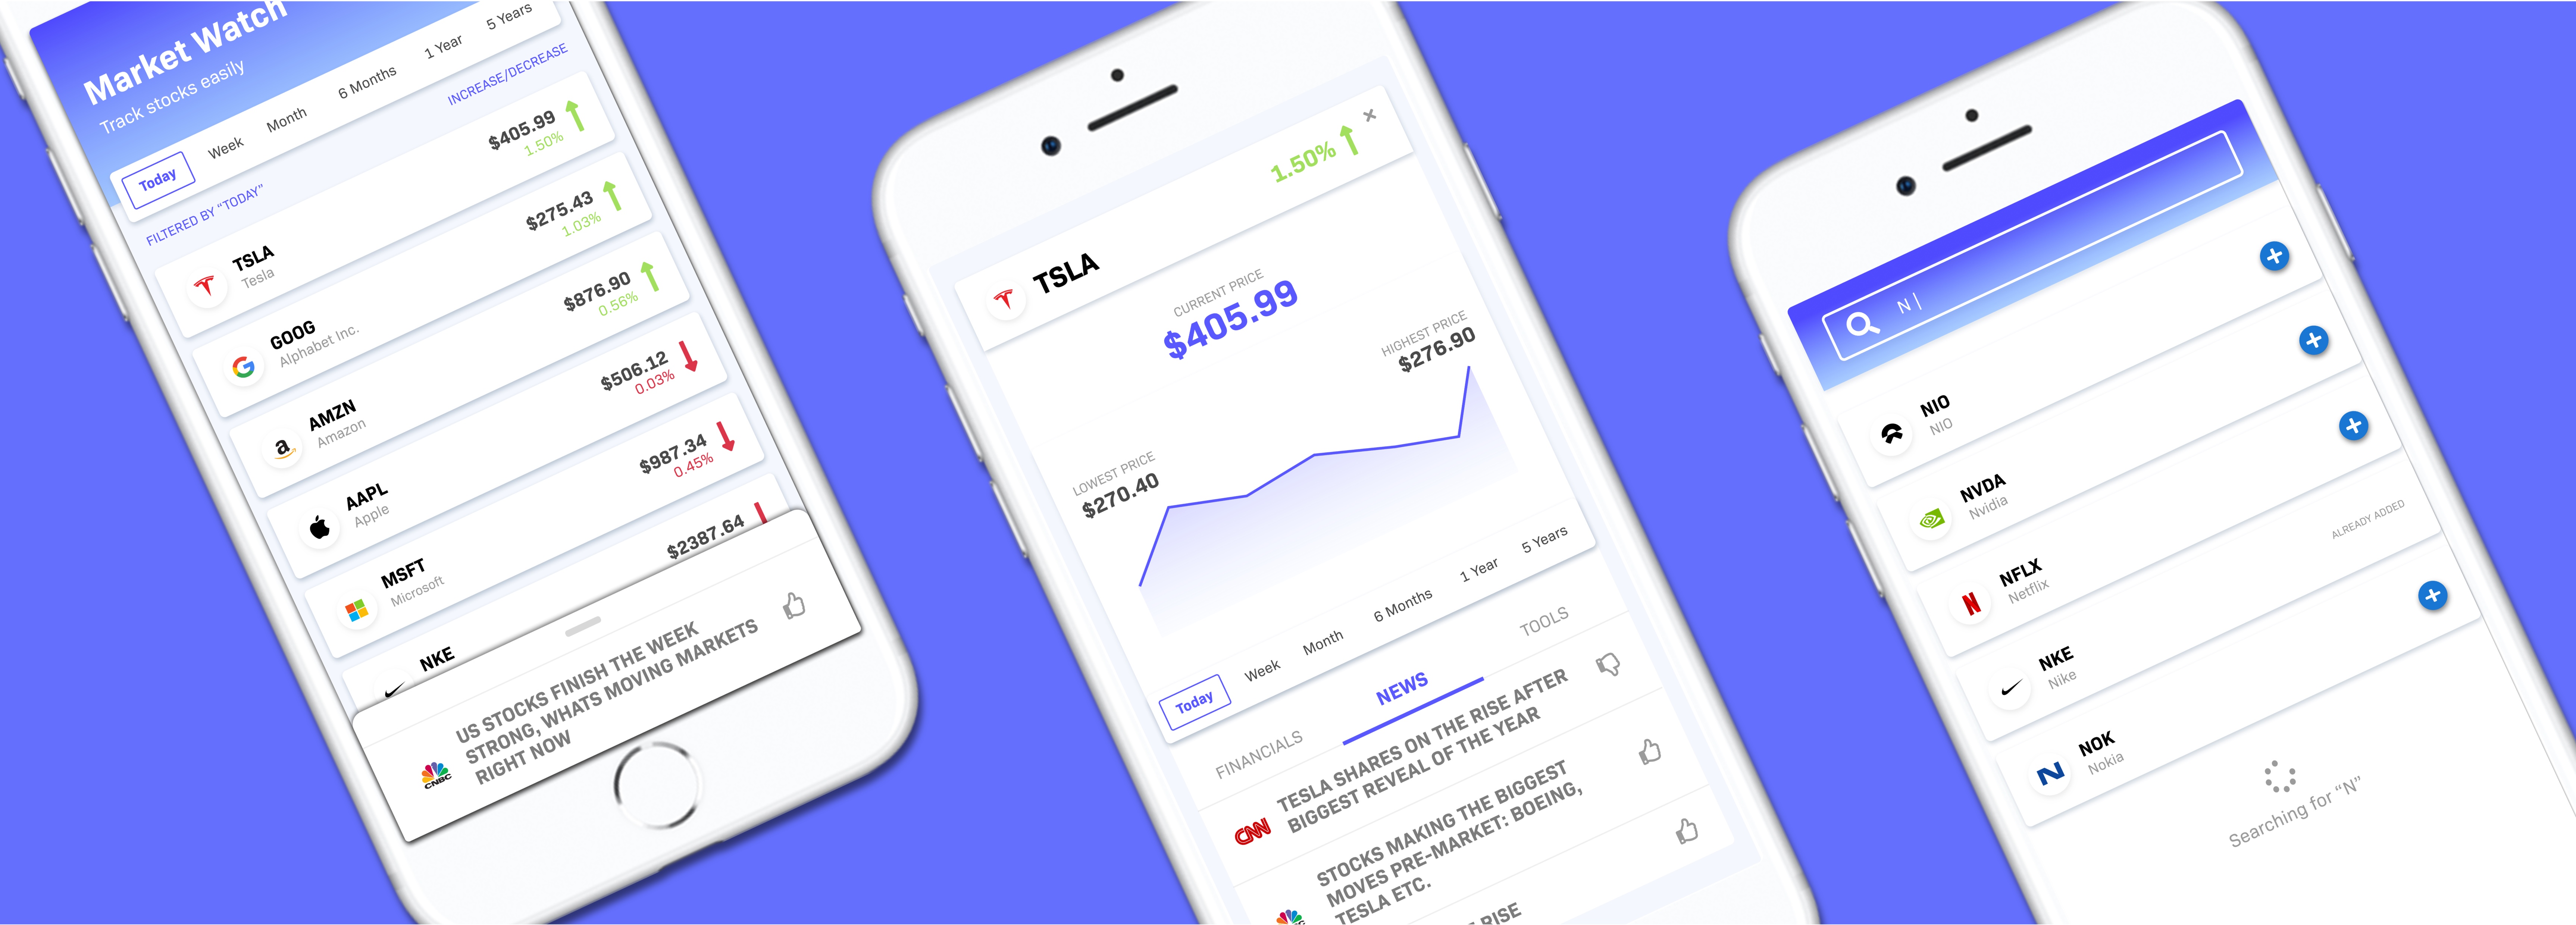 Market Watch
Track stocks easily
Today
Week
Month
6 Months
1 Year
5 Years
FILTERED BY “TODAY”
INCREASE/DECREASE
TSLA
Tesla
$405.99
1.50%
GOOG
Alphabet Inc.
$275.43
1.03%
AMZN
Amazon
$876.90
0.56%
AAPL
Apple
$506.12
0.03%
MSFT
Microsoft
$987.34
0.45%
NKE
$2387.64
CNBC
US STOCKS FINISH THE WEEK
STRONG, WHATS MOVING MARKETS
RIGHT NOW
TSLA
1.50%
CURRENT PRICE
$405.99
HIGHEST PRICE
$276.90
LOWEST PRICE
$270.40
Today
Week
Month
6 Months
1 Year
5 Years
FINANCIALS
NEWS
TOOLS
CNN
TESLA SHARES ON THE RISE AFTER
BIGGEST REVEAL OF THE YEAR
STOCKS MAKING THE BIGGEST
MOVES PRE-MARKET: BOEING,
TESLA ETC.
RISE
N |
NIO
NIO
NVDA
Nvidia
NFLX
Netflix
NKE
Nike
ALREADY ADDED
NOK
Nokia
Searching for “N”